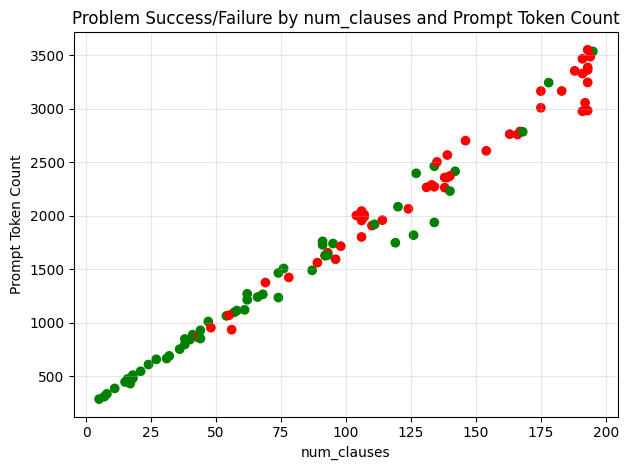 Problem Success/Failure by num_clauses and Prompt Token Count
Prompt Token Count
3500
3000
2500
2000
1500
1000
500
0 25 50 75 100 125 150 175 200
num_clauses